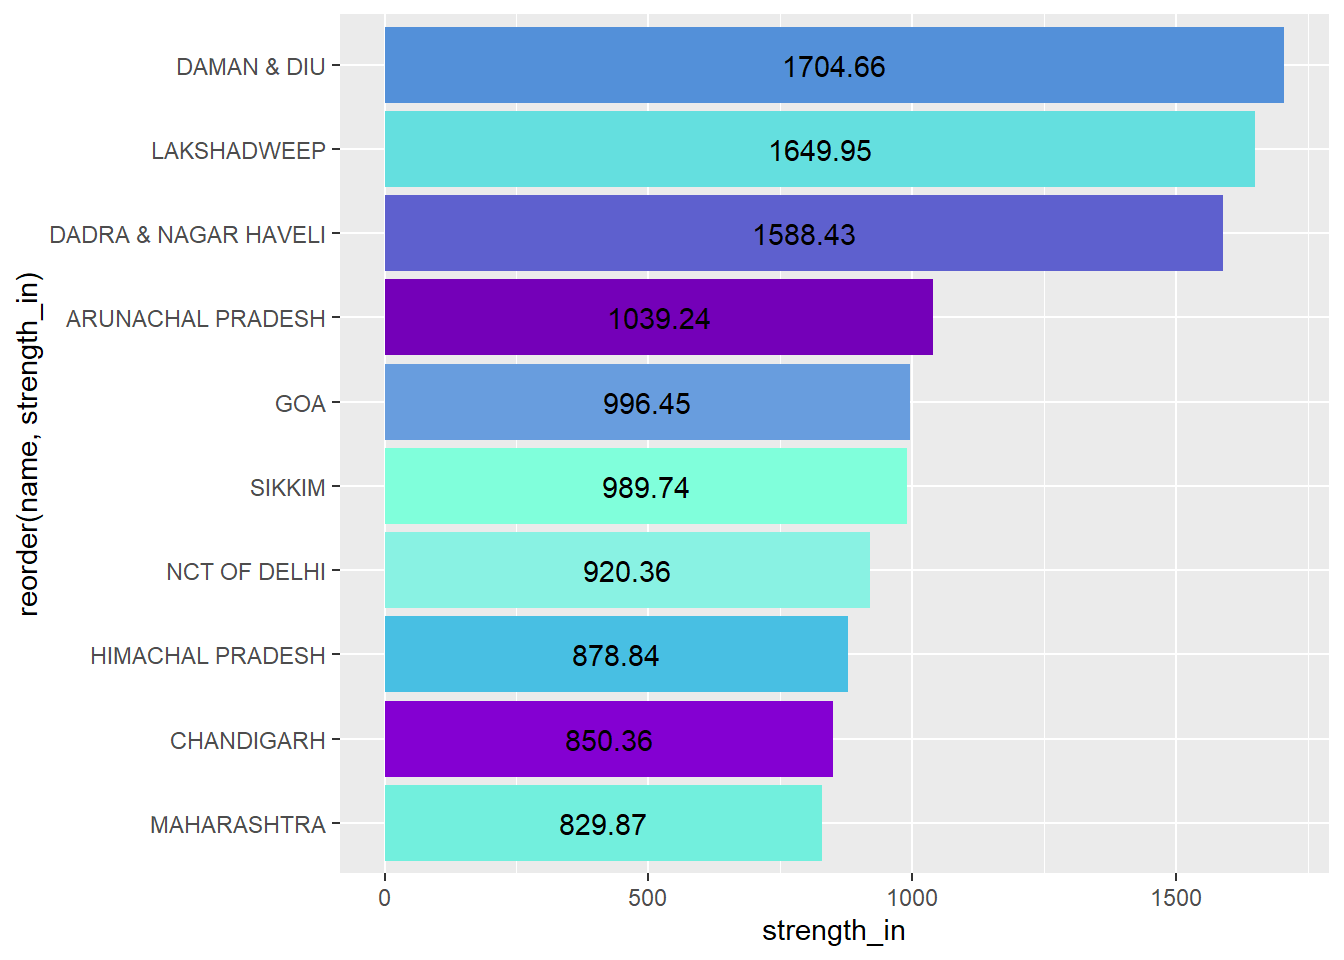 reorder(name, strength_in)
DAMAN & DIU 1704.66
LAKSHADWEEP 1649.95
DADRA & NAGAR HAVELI 1588.43
ARUNACHAL PRADESH 1039.24
GOA 996.45
SIKKIM 989.74
NCT OF DELHI 920.36
HIMACHAL PRADESH 878.84
CHANDIGARH 850.36
MAHARASHTRA 829.87
0 500 1000 1500
strength_in